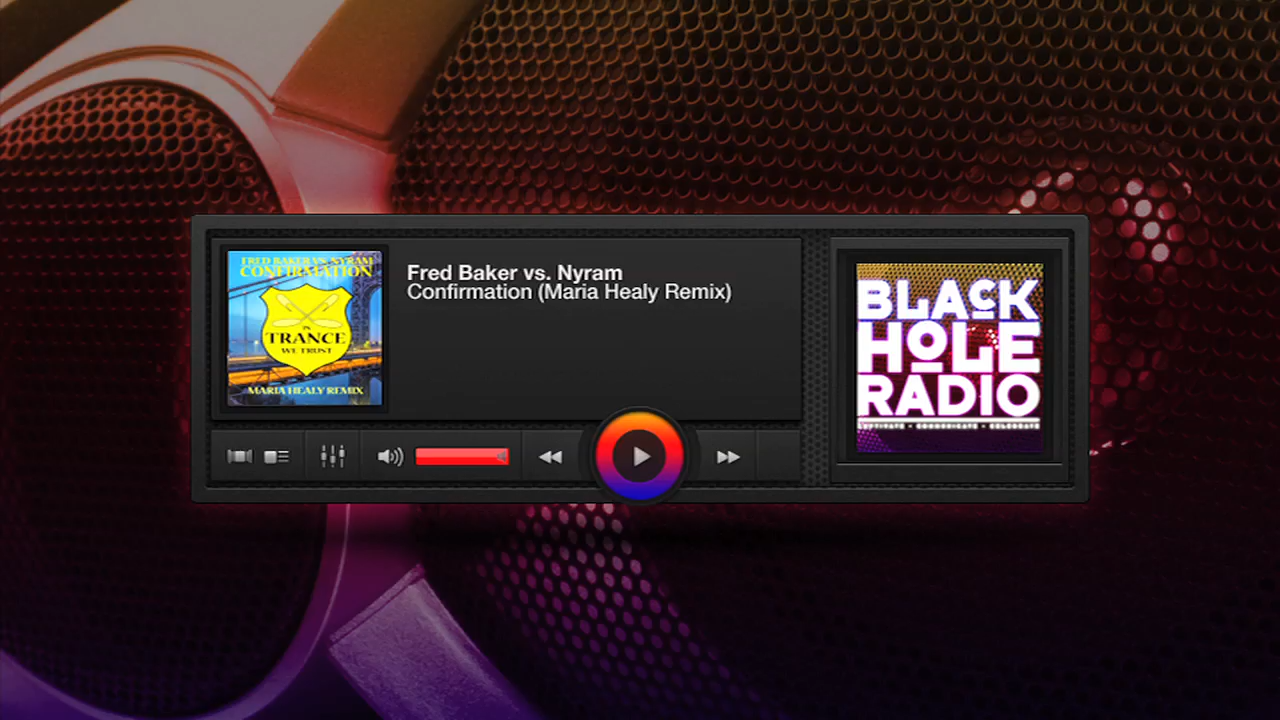 FRED BAKER VS. NYRAM
CONFIRMATION
IN
TRANCE
WE TRUST
MARIA HEALY REMIX
Fred Baker vs. Nyram
Confirmation (Maria Healy Remix)
BLACK
HOLE
RADIO